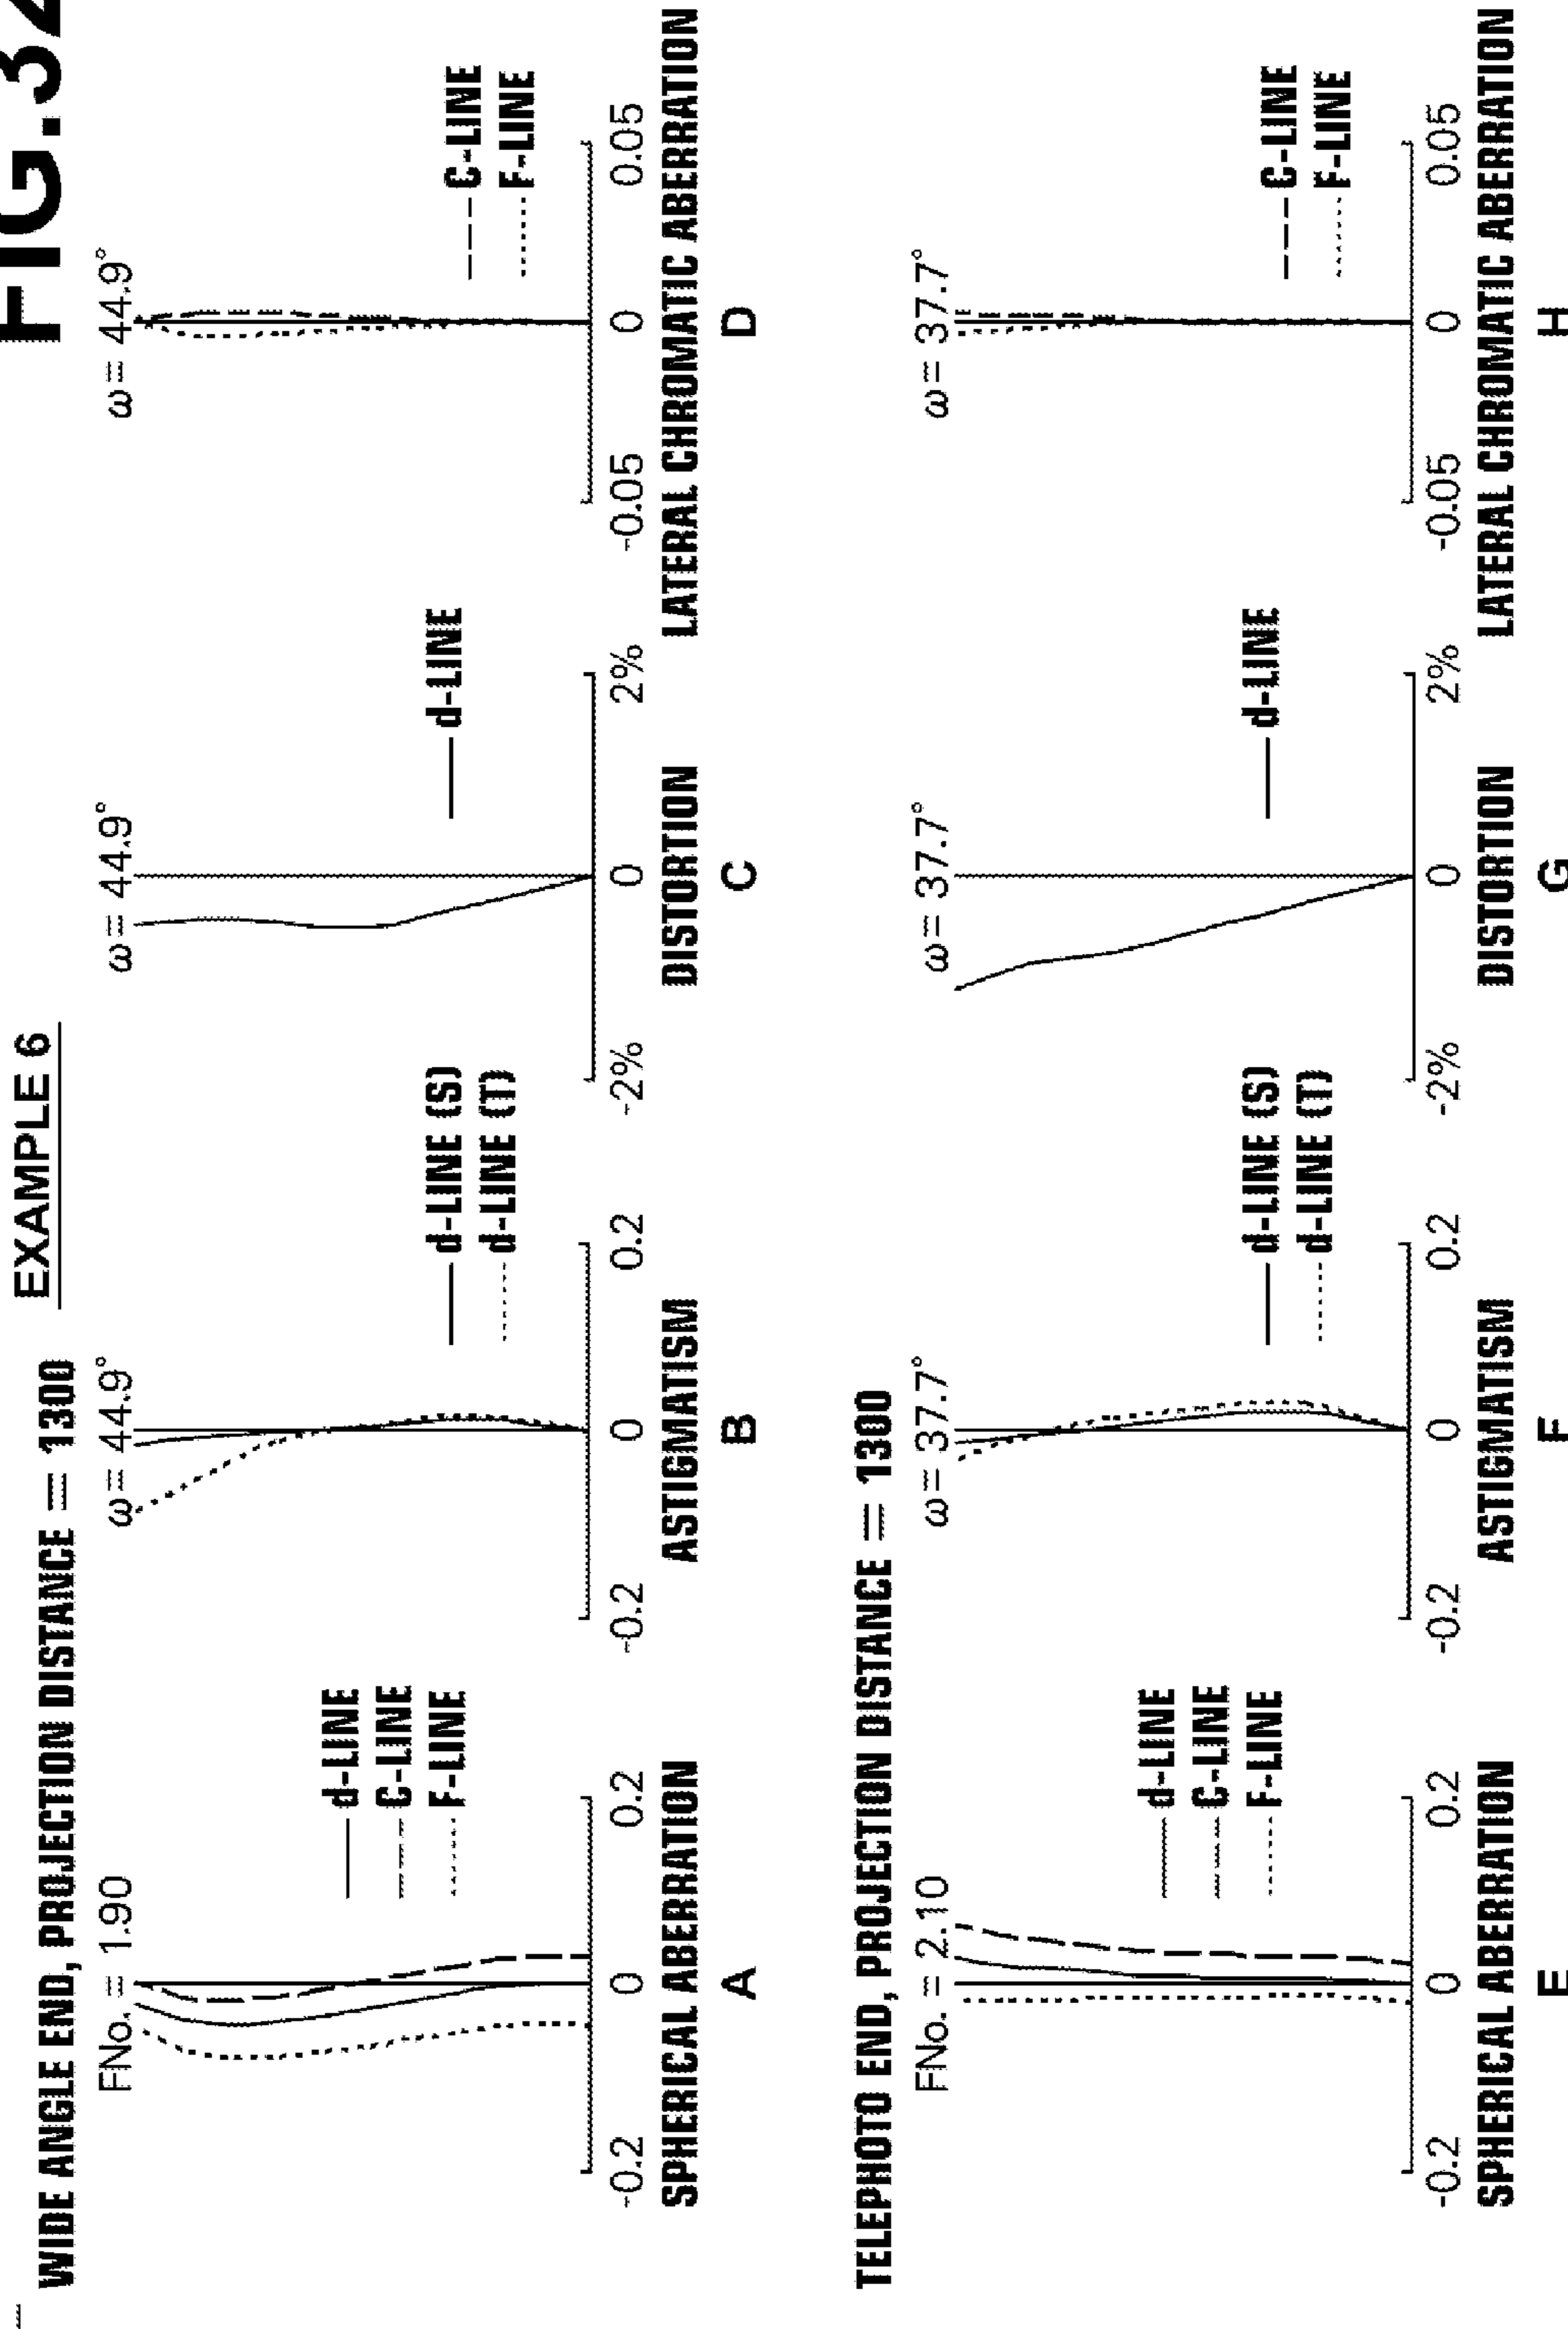 FIG.32
EXAMPLE 6
WIDE ANGLE END, PROJECTION DISTANCE = 1300
FNo. = 1.90
d-LINE
C-LINE
F-LINE
-0.2 0 0.2
SPHERICAL ABERRATION
A
ω= 44.9°
d-LINE (S)
d-LINE (T)
-0.2 0 0.2
ASTIGMATISM
B
ω= 44.9°
d-LINE
-2% 0 2%
DISTORTION
C
ω= 44.9°
C-LINE
F-LINE
-0.05 0 0.05
LATERAL CHROMATIC ABERRATION
D
TELEPHOTO END, PROJECTION DISTANCE = 1300
FNo. = 2.10
d-LINE
C-LINE
F-LINE
-0.2 0 0.2
SPHERICAL ABERRATION
E
ω= 37.7°
d-LINE (S)
d-LINE (T)
-0.2 0 0.2
ASTIGMATISM
F
ω= 37.7°
d-LINE
-2% 0 2%
DISTORTION
G
ω= 37.7°
C-LINE
F-LINE
-0.05 0 0.05
LATERAL CHROMATIC ABERRATION
H